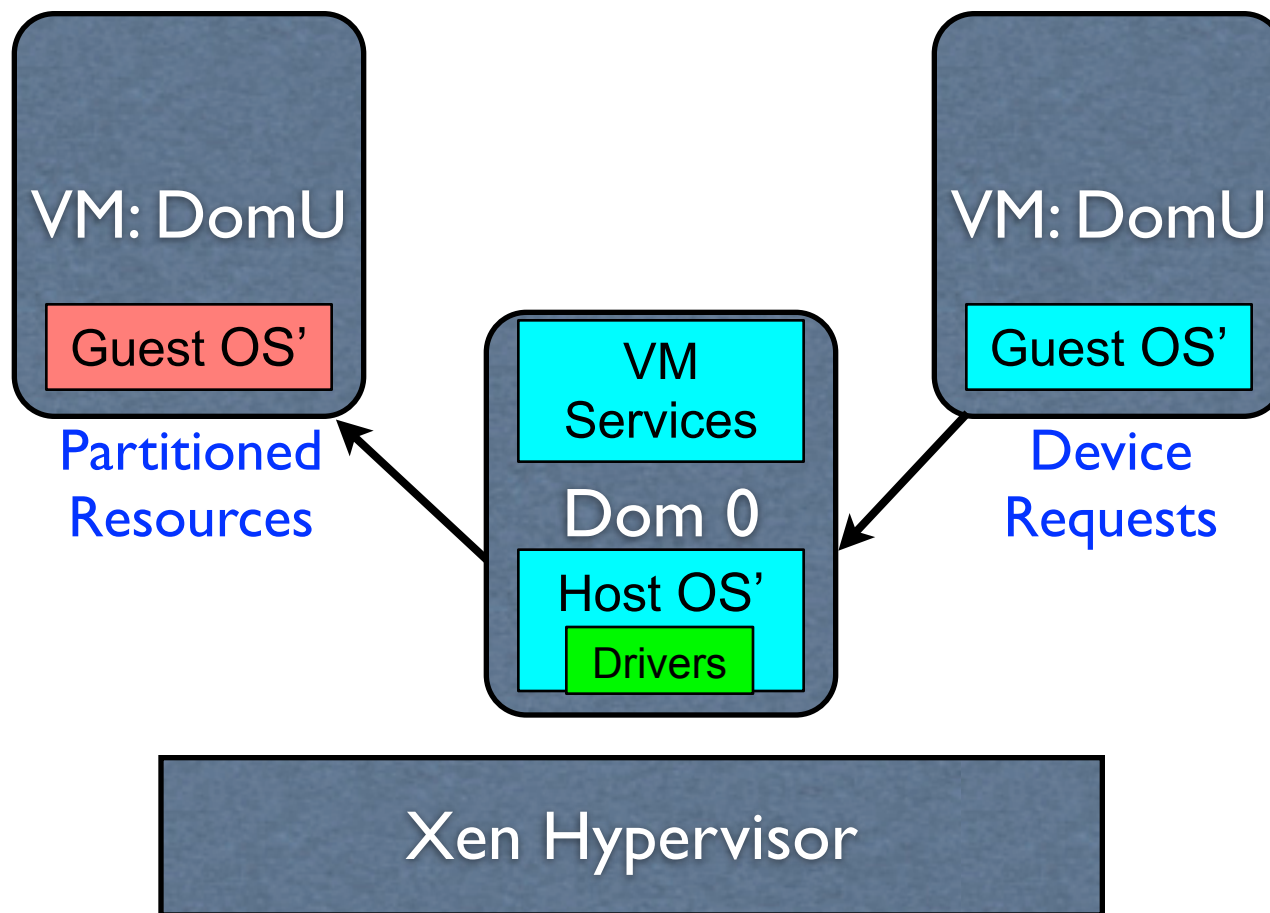 VM: DomU
Guest OS’
Partitioned
Resources
VM
Services
Dom 0
Host OS’
Drivers
VM: DomU
Guest OS’
Device
Requests
Xen Hypervisor